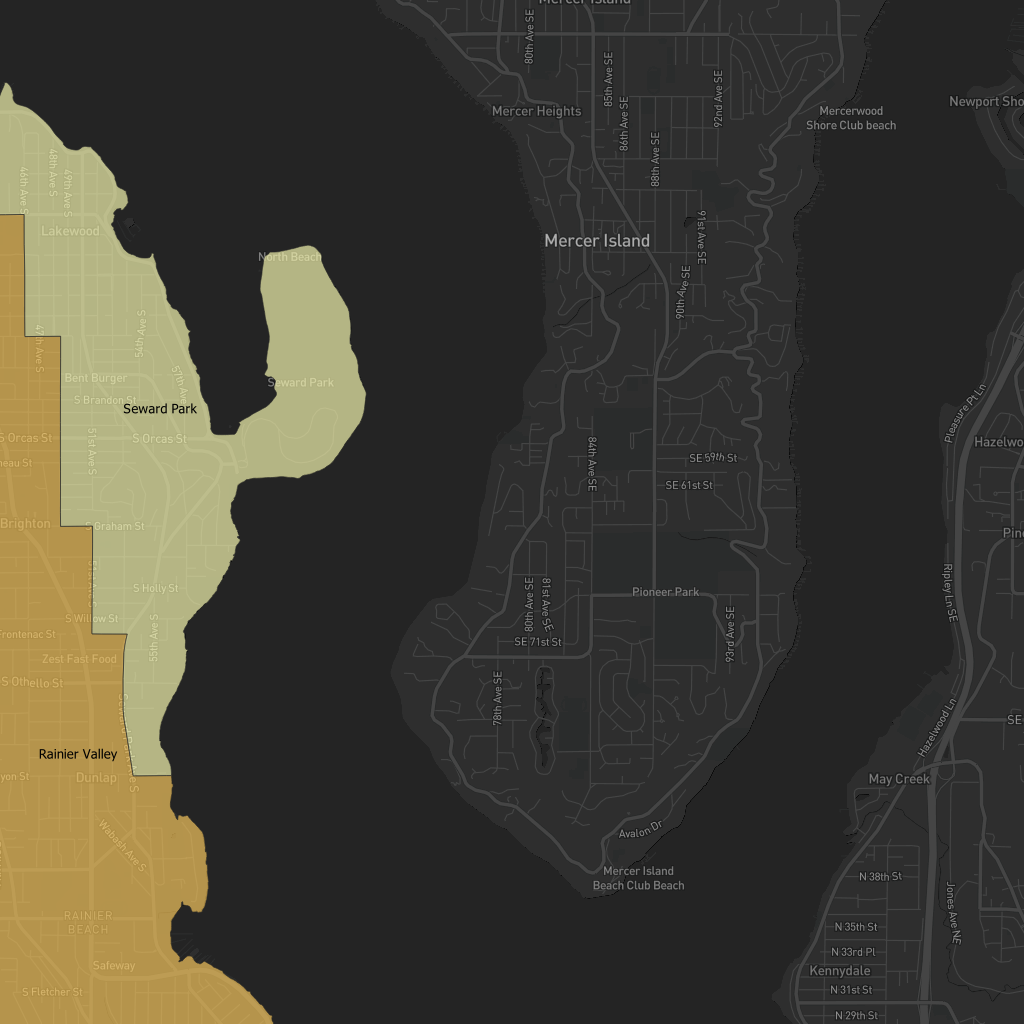 Mercer Island
80th Ave SE
85th Ave SE
92nd Ave SE
86th Ave SE
88th Ave SE
Mercer Heights
Mercerwood
Shore Club beach
Newport Sho
46th Ave S
48th Ave S
49th Ave S
Lakewood
91st Ave SE
Mercer Island
North Beach
90th Ave SE
47th Ave S
54th Ave S
57th Ave
Bent Burger
Seward Park
S Brandon St
Seward Park
Pleasure Pt Ln
S Orcas St
51st Ave S
S Orcas St
84th Ave SE
Hazelwo
SE 59th St
SE 61st St
Brighton
S Graham St
Pine
S Holly St
80th Ave SE
81st Ave SE
Pioneer Park
Ripley Ln SE
S Willow St
55th Ave S
93rd Ave SE
Frontenac St
SE 71st St
Zest Fast Food
S Othello St
78th Ave SE
Hazelwood Ln
SE
Rainier Valley
yon St
Dunlap
May Creek
Wabash Ave S
Avalon Dr
Mercer Island
Beach Club Beach
N 38th St
Jones Ave NE
RAINIER
BEACH
N 35th St
N 33rd Pl
Safeway
Kennydale
S Fletcher St
N 31st St
N 29th St